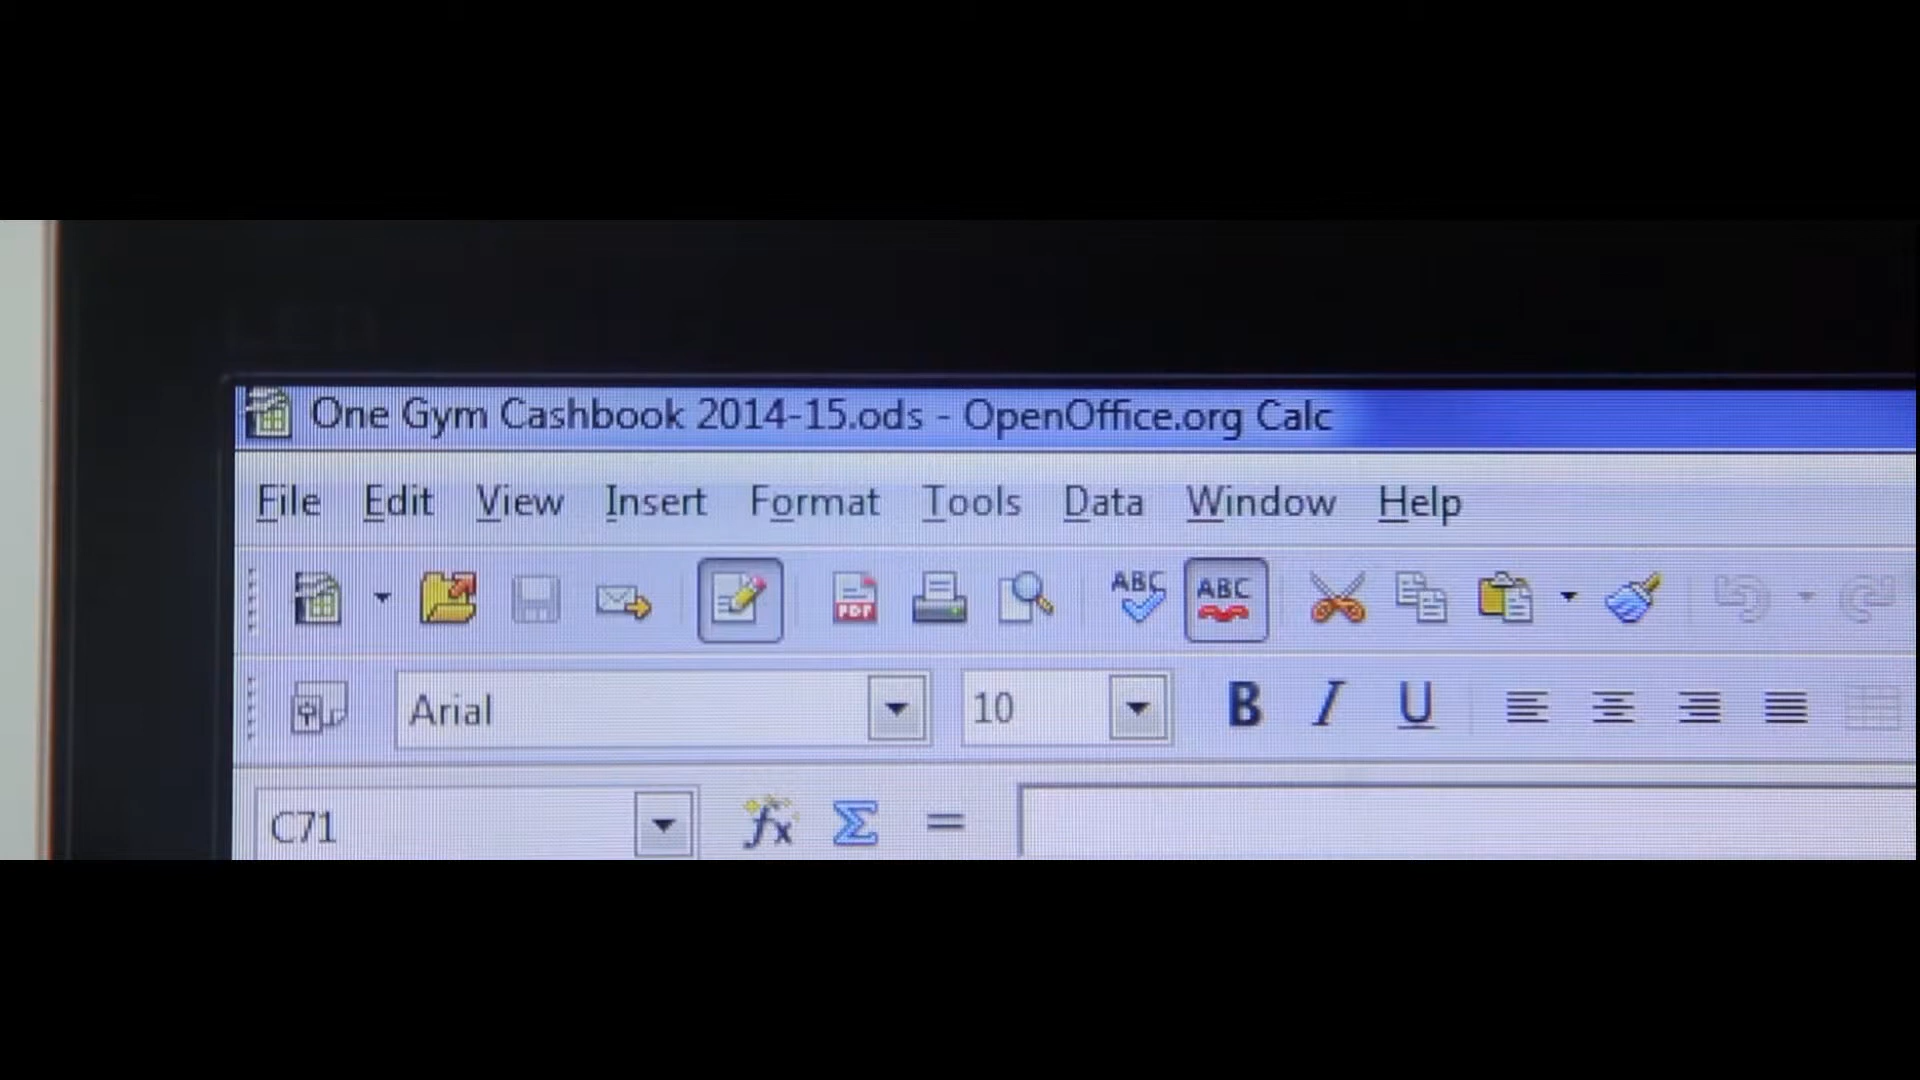 One Gym Cashbook 2014-15.ods - OpenOffice.org Calc
File Edit View Insert Format Tools Data Window Help
PDF ABC ABC
Arial 10 B I U
C71 fx Σ =